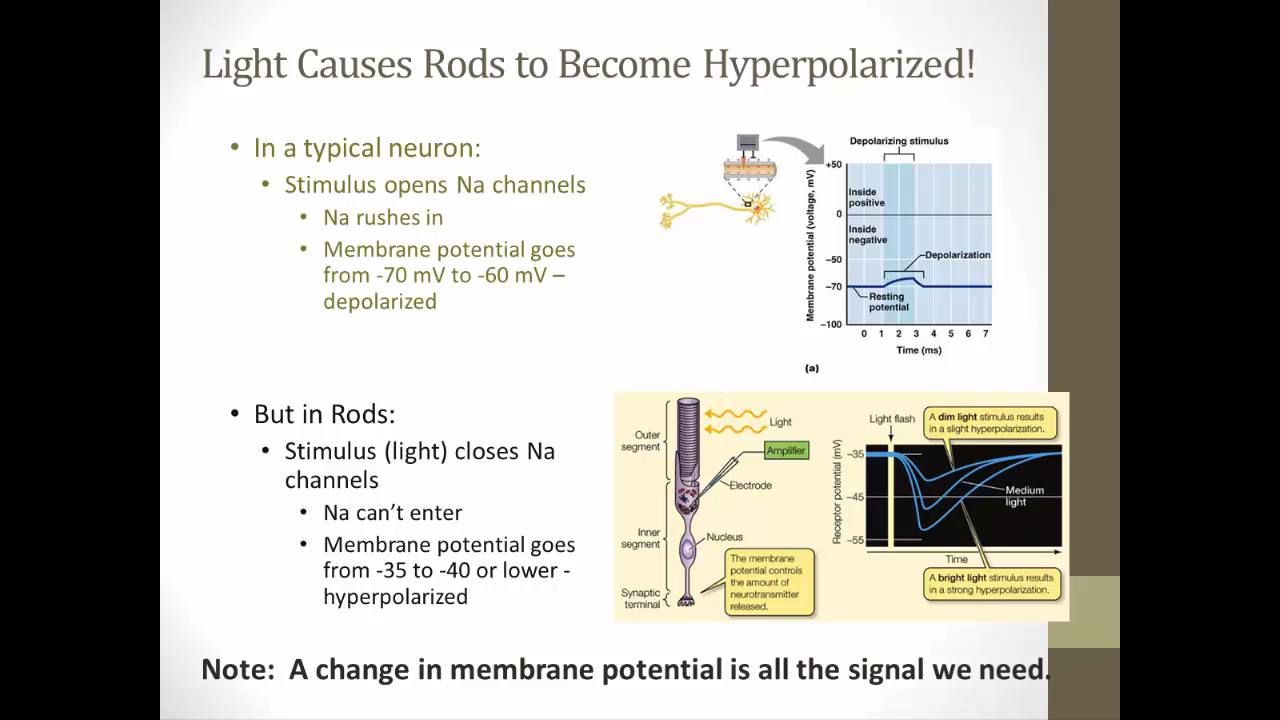 Light Causes Rods to Become Hyperpolarized!
• In a typical neuron:
• Stimulus opens Na channels
• Na rushes in
• Membrane potential goes
from -70 mV to -60 mV –
depolarized
Depolarizing stimulus
Membrane potential (voltage, mV)
+50
0
–50
–70
–100
Inside
positive
Inside
negative
Depolarization
Resting
potential
0 1 2 3 4 5 6 7
Time (ms)
(a)
• But in Rods:
• Stimulus (light) closes Na
channels
• Na can't enter
• Membrane potential goes
from -35 to -40 or lower -
hyperpolarized
Outer
segment
Inner
segment
Synaptic
terminal
Light
Amplifier
Electrode
Nucleus
The membrane
potential controls
the amount of
neurotransmitter
released.
Light flash
A dim light stimulus results
in a slight hyperpolarization.
Receptor potential (mV)
–35
–45
–55
Medium
light
Time
A bright light stimulus results
in a strong hyperpolarization.
Note: A change in membrane potential is all the signal we need.